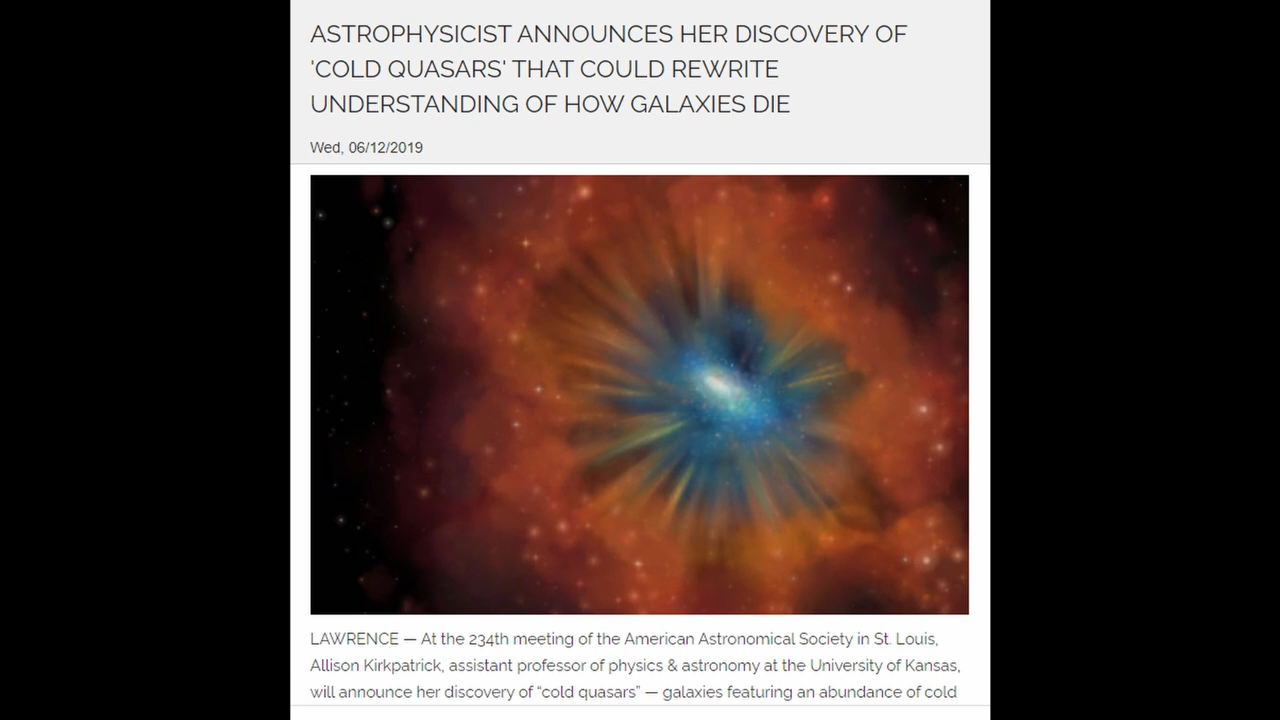 ASTROPHYSICIST ANNOUNCES HER DISCOVERY OF
'COLD QUASARS' THAT COULD REWRITE
UNDERSTANDING OF HOW GALAXIES DIE
Wed, 06/12/2019
LAWRENCE — At the 234th meeting of the American Astronomical Society in St. Louis,
Allison Kirkpatrick, assistant professor of physics & astronomy at the University of Kansas,
will announce her discovery of “cold quasars” — galaxies featuring an abundance of cold